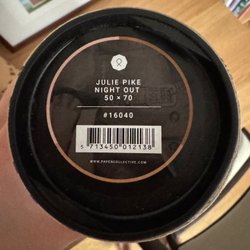 JULIE PIKE
NIGHT OUT
50 × 70
#16040
5 713450 012138
WWW.PAPERCOLLECTIVE.COM